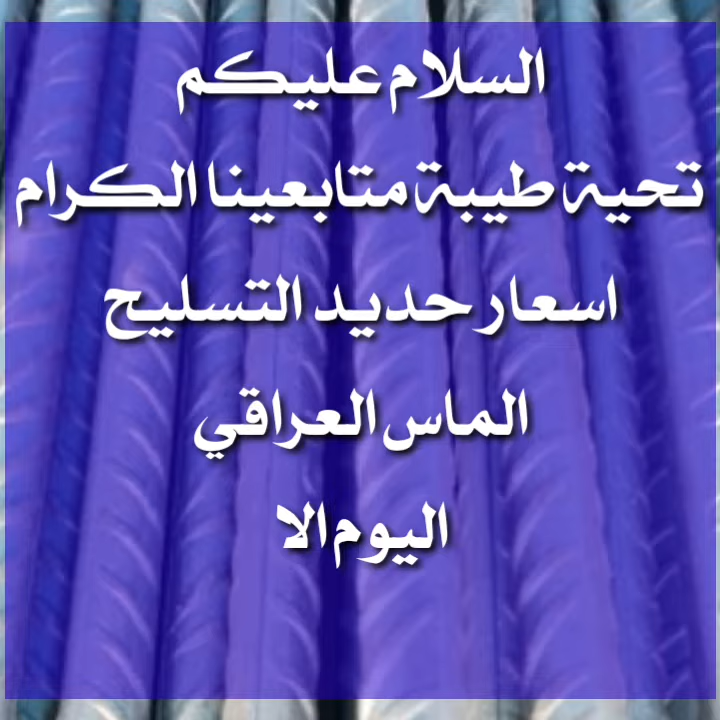 السلام عليكم
تحية طيبة متابعينا الكرام
اسعار حديد التسليح
الماس العراقي
اليوم الا